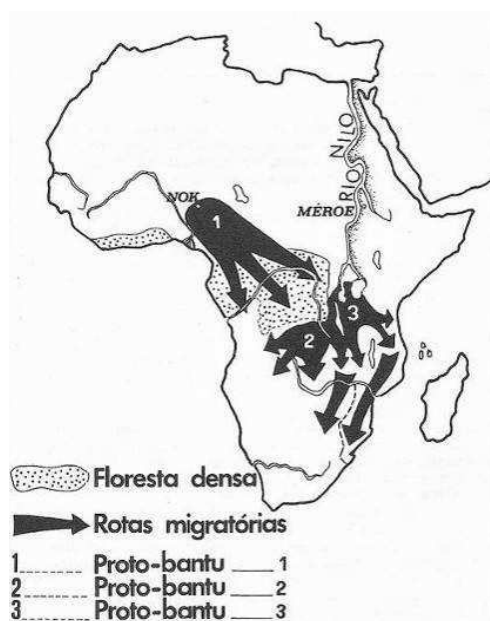 NOK
1
MÉROE
RIO NILO
3
2
Floresta densa
Rotas migratórias
1 Proto-bantu 1
2 Proto-bantu 2
3 Proto-bantu 3